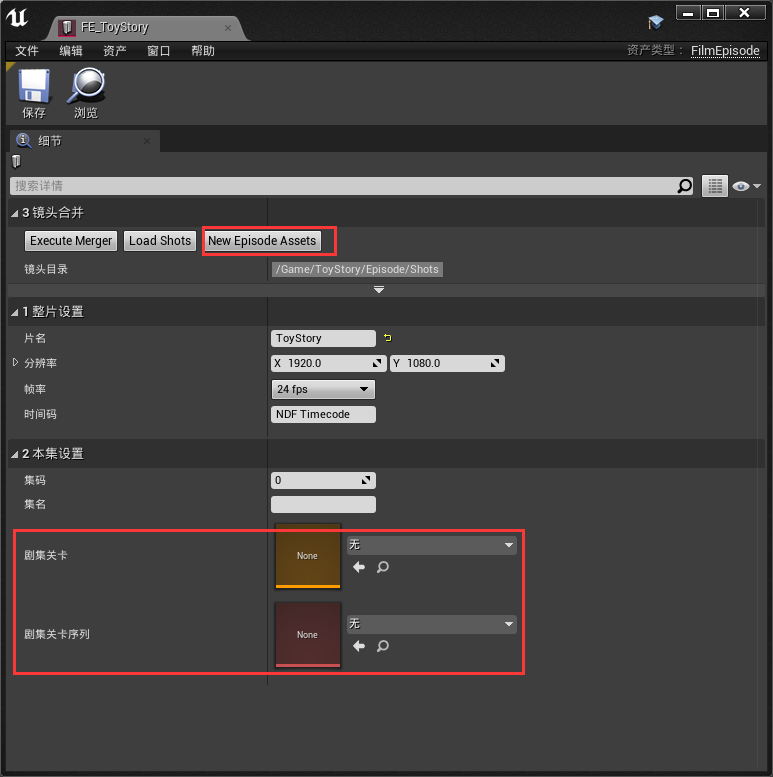 FE_ToyStory
文件 编辑 资产 窗口 帮助 资产类型： FilmEpisode
保存 浏览
细节
搜索详情
3 镜头合并
Execute Merger Load Shots New Episode Assets
镜头目录 /Game/ToyStory/Episode/Shots
1 整片设置
片名 ToyStory
分辨率 X 1920.0 Y 1080.0
帧率 24 fps
时间码 NDF Timecode
2 本集设置
集码 0
集名
剧集关卡 None 无
剧集关卡序列 None 无